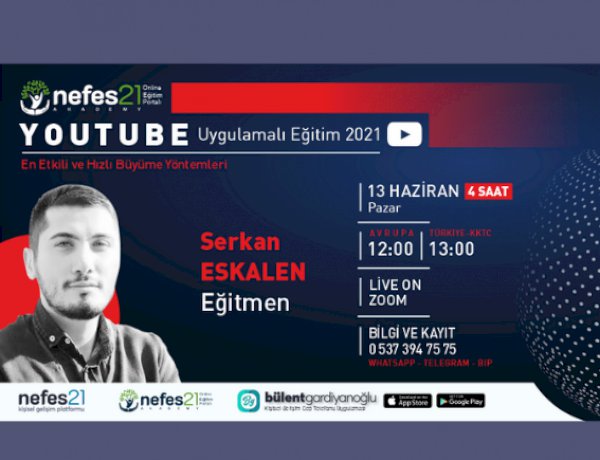 nefes21
ACADEMY
Online
Eğitim
Portalı
YOUTUBE Uygulamalı Eğitim 2021
En Etkili ve Hızlı Büyüme Yöntemleri
Serkan
ESKALEN
Eğitmen
13 HAZİRAN 4 SAAT
Pazar
AVRUPA TÜRKİYE-KKTC
12:00 13:00
LIVE ON
ZOOM
BİLGİ VE KAYIT
0 537 394 75 75
WHATSAPP - TELEGRAM - BIP
nefes21
kişisel gelişim platformu
nefes21
ACADEMY
Online
Eğitim
Portalı
bülentgardiyanoğlu
Kişisel Gelişim Cep Telefonu Uygulaması
App Store
Google Play